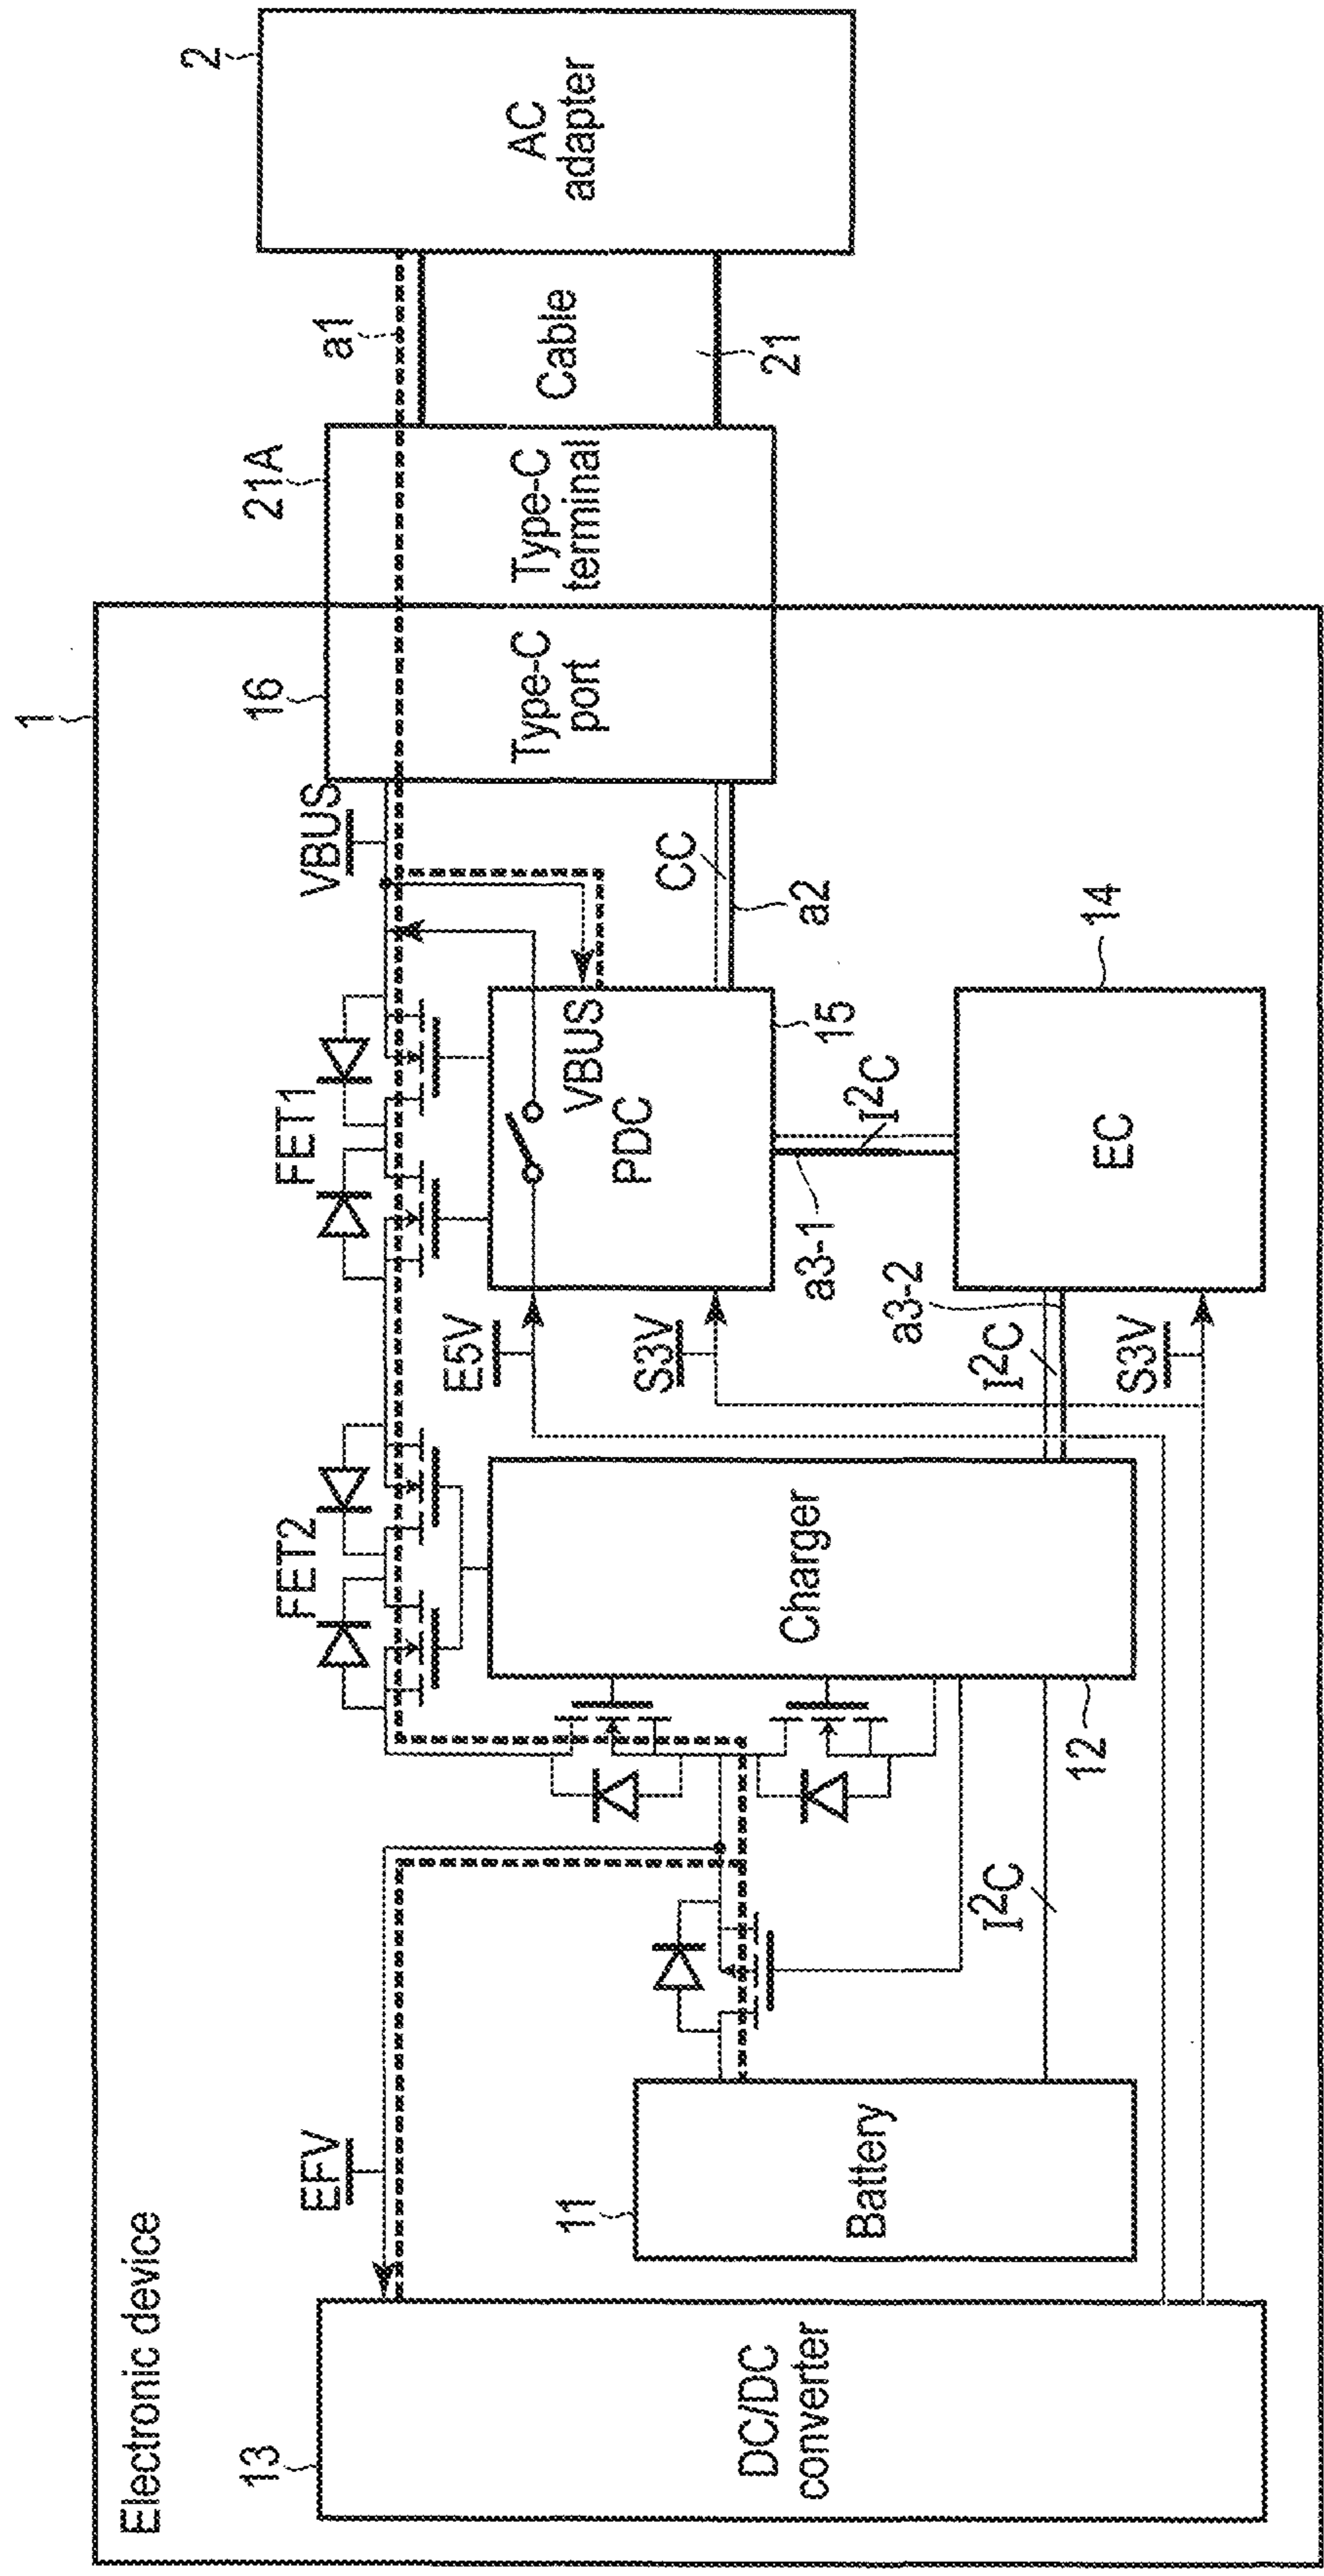 1
Electronic device
2
AC
adapter
a1
Cable
21
21A
Type-C
terminal
16
Type-C
port
VBUS
CC
a2
FET1
VBUS
PDC
15
I²C
a3-1
14
EC
a3-2
E5V
S3V
I²C
S3V
FET2
Charger
12
I²C
EFV
11
Battery
13
DC/DC
converter